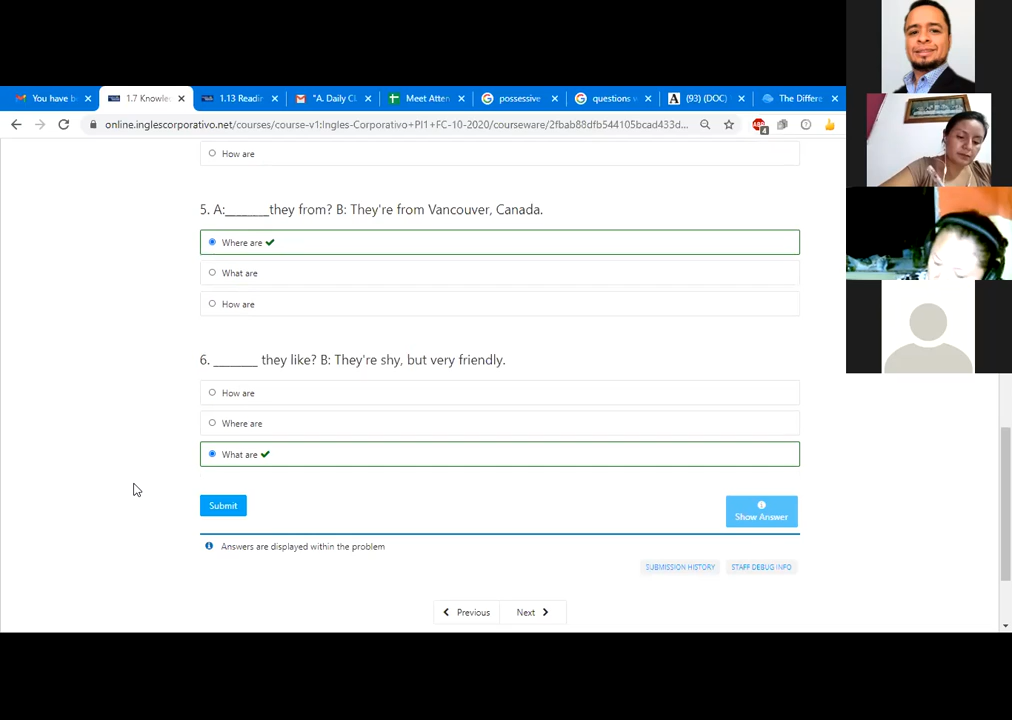 You have b
1.7 Knowle
1.13 Readin
"A. Daily Cl
Meet Atten
possessive
questions v
(93) (DOC)
The Differe
online.inglescorporativo.net/courses/course-v1:Ingles-Corporativo+PI1+FC-10-2020/courseware/2fbab88dfb544105bcad433d...
4
How are
5. A:_______they from? B: They're from Vancouver, Canada.
Where are
What are
How are
6. _______ they like? B: They're shy, but very friendly.
How are
Where are
What are
Submit
Show Answer
Answers are displayed within the problem
SUBMISSION HISTORY
STAFF DEBUG INFO
Previous
Next